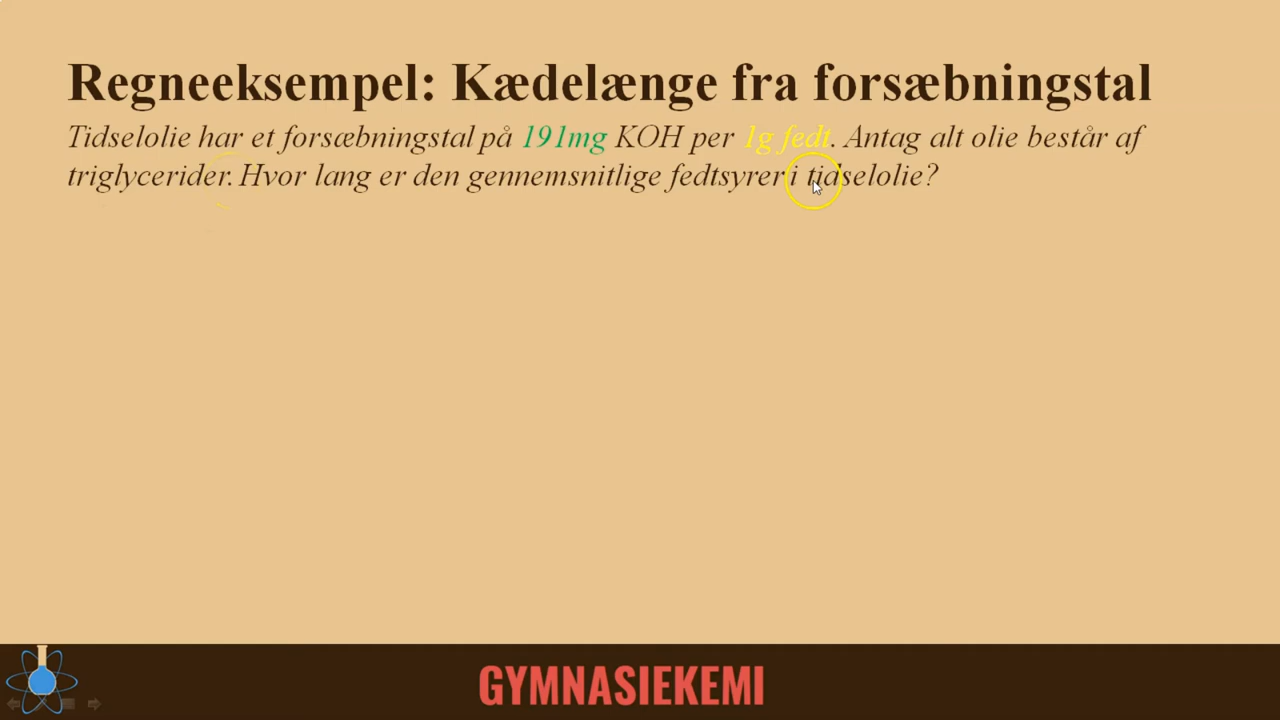 Regneeksempel: Kædelængde fra forsæbningstal
Tidselolie har et forsæbningstal på 191mg KOH per 1g fedt. Antag alt olie består af
triglycerider. Hvor lang er den gennemsnitlige fedtsyrer i tidselolie?
GYMNASIEKEMI